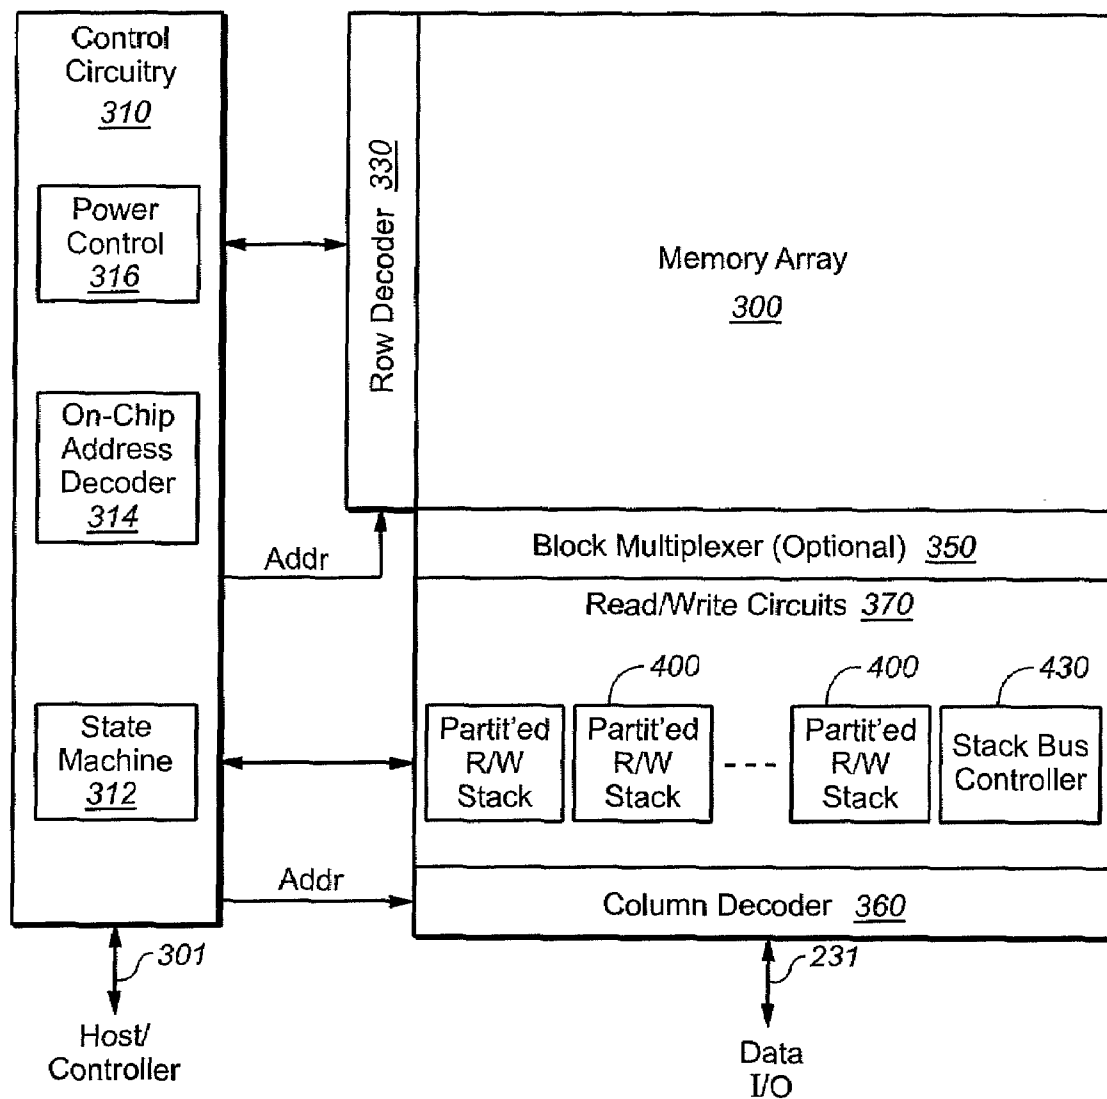 Control
Circuitry
310
Power
Control
316
On-Chip
Address
Decoder
314
State
Machine
312
Addr
Addr
301
Host/
Controller
Row Decoder 330
Memory Array
300
Block Multiplexer (Optional) 350
Read/Write Circuits 370
400
400
430
Partit'ed
R/W
Stack
Partit'ed
R/W
Stack
Partit'ed
R/W
Stack
Stack Bus
Controller
Column Decoder 360
231
Data
I/O